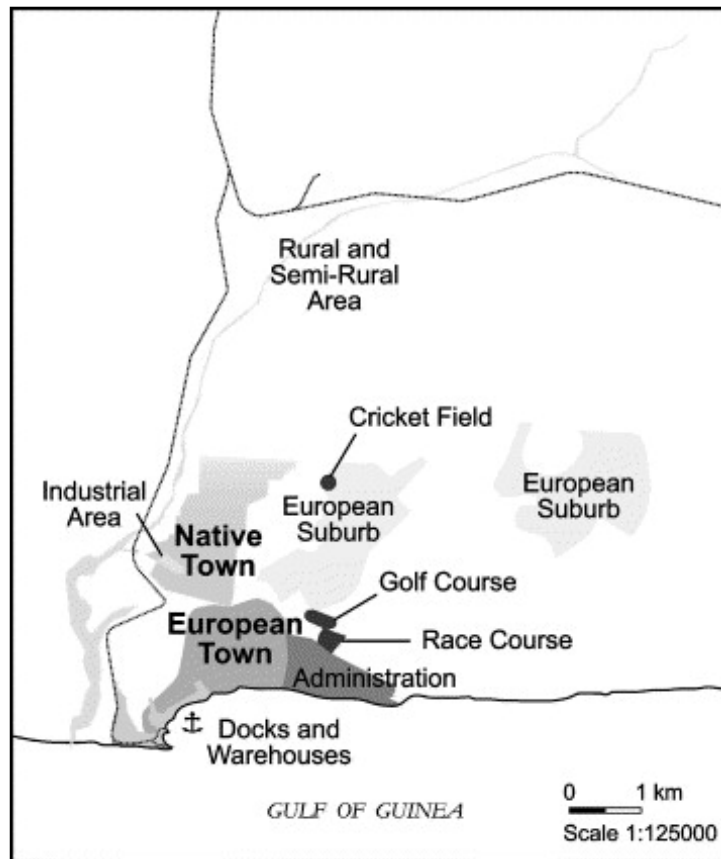 Rural and
Semi-Rural
Area
Cricket Field
Industrial
Area
European
Suburb
European
Suburb
Native
Town
Golf Course
European
Town
Race Course
Administration
Docks and
Warehouses
GULF OF GUINEA
0 1 km
Scale 1:125000